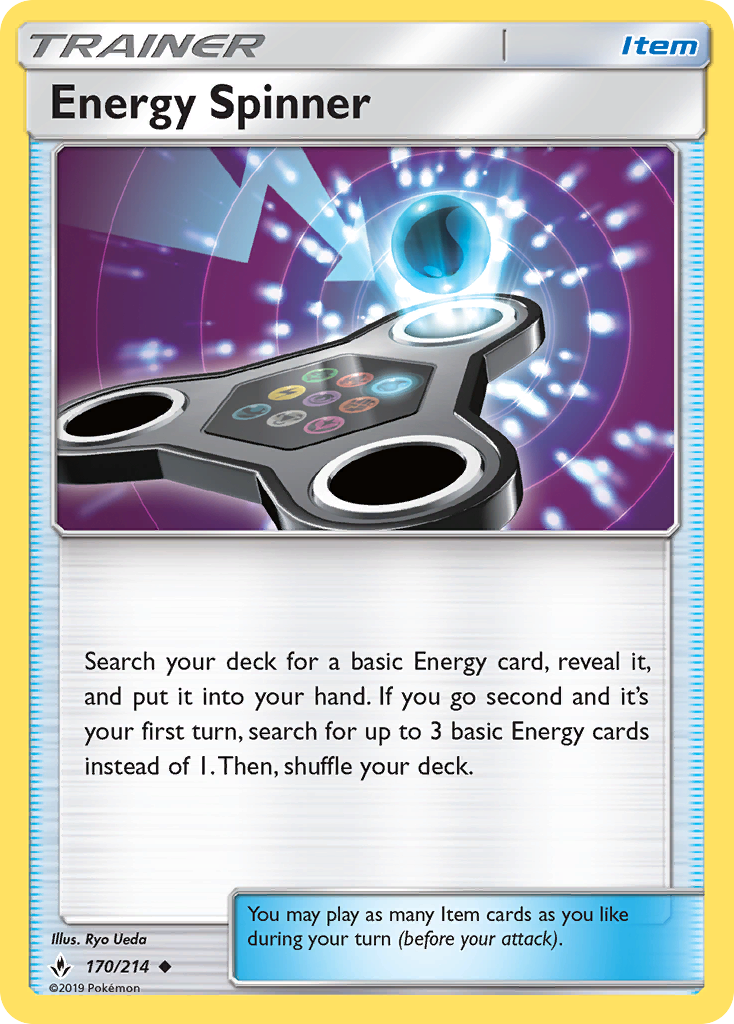 TRAINER
Item
Energy Spinner
Search your deck for a basic Energy card, reveal it,
and put it into your hand. If you go second and it's
your first turn, search for up to 3 basic Energy cards
instead of 1. Then, shuffle your deck.
You may play as many Item cards as you like
during your turn (before your attack).
Illus. Ryo Ueda
170/214 ◆
©2019 Pokémon